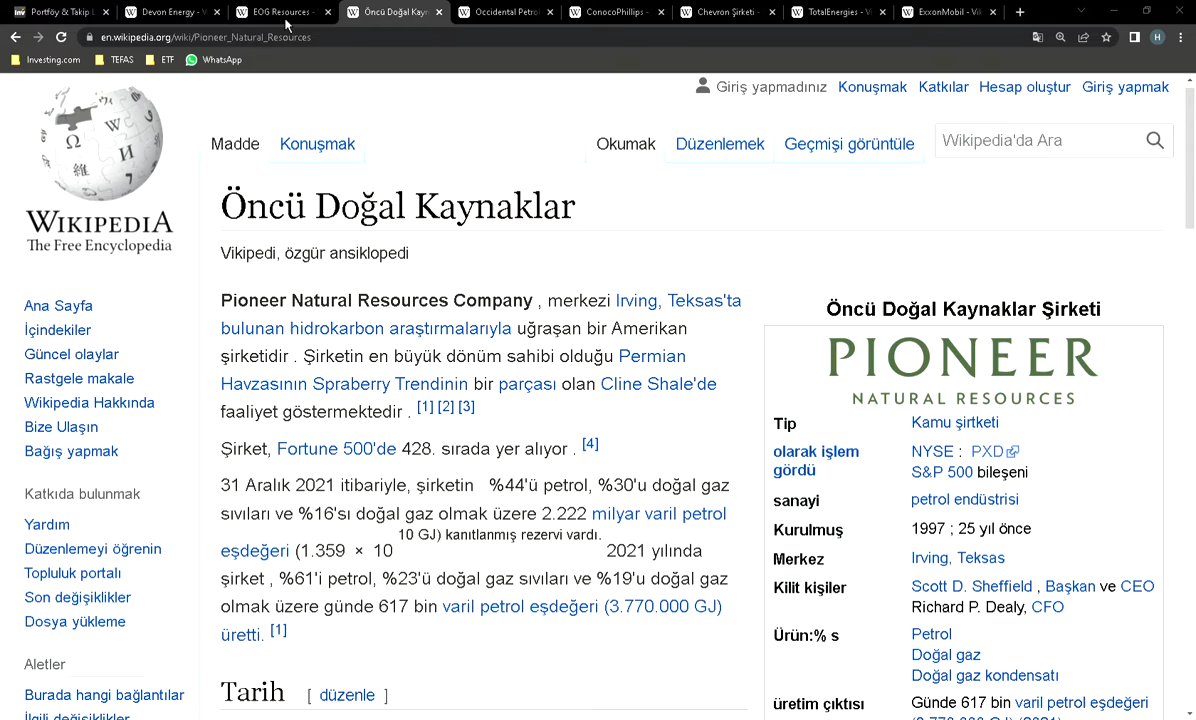 Portföy & Takip L
Devon Energy - V
EOG Resources -
Öncü Doğal Kayn
Occidental Petrol
ConocoPhillips -
Chevron Şirketi -
TotalEnergies - Vi
ExxonMobil - Vik
en.wikipedia.org/wiki/Pioneer_Natural_Resources
H
Investing.com
TEFAS
ETF
WhatsApp
Giriş yapmadınız Konuşmak Katkılar Hesap oluştur Giriş yapmak
Madde Konuşmak Okumak Düzenlemek Geçmişi görüntüle Wikipedia'da Ara
WIKIPEDIA
The Free Encyclopedia
Ana Sayfa
İçindekiler
Güncel olaylar
Rastgele makale
Wikipedia Hakkında
Bize Ulaşın
Bağış yapmak
Katkıda bulunmak
Yardım
Düzenlemeyi öğrenin
Topluluk portalı
Son değişiklikler
Dosya yükleme
Aletler
Burada hangi bağlantılar
İlgili değişiklikler
Öncü Doğal Kaynaklar
Vikipedi, özgür ansiklopedi
Pioneer Natural Resources Company , merkezi Irving, Teksas'ta
bulunan hidrokarbon araştırmalarıyla uğraşan bir Amerikan
şirketidir . Şirketin en büyük dönüm sahibi olduğu Permian
Havzasının Spraberry Trendinin bir parçası olan Cline Shale'de
faaliyet göstermektedir . [1] [2] [3]
Şirket, Fortune 500'de 428. sırada yer alıyor . [4]
31 Aralık 2021 itibariyle, şirketin %44'ü petrol, %30'u doğal gaz
sıvıları ve %16'sı doğal gaz olmak üzere 2.222 milyar varil petrol
eşdeğeri (1.359 × 10 10 GJ) kanıtlanmış rezervi vardı. 2021 yılında
şirket , %61'i petrol, %23'ü doğal gaz sıvıları ve %19'u doğal gaz
olmak üzere günde 617 bin varil petrol eşdeğeri (3.770.000 GJ)
üretti. [1]
Tarih [ düzenle ]
Öncü Doğal Kaynaklar Şirketi
PIONEER
NATURAL RESOURCES
Tip Kamu şirtketi
olarak işlem gördü NYSE : PXD
S&P 500 bileşeni
sanayi petrol endüstrisi
Kurulmuş 1997 ; 25 yıl önce
Merkez Irving, Teksas
Kilit kişiler Scott D. Sheffield , Başkan ve CEO
Richard P. Dealy, CFO
Ürün:% s Petrol
Doğal gaz
Doğal gaz kondensatı
üretim çıktısı Günde 617 bin varil petrol eşdeğeri
(3.770.000 GJ) (2021)